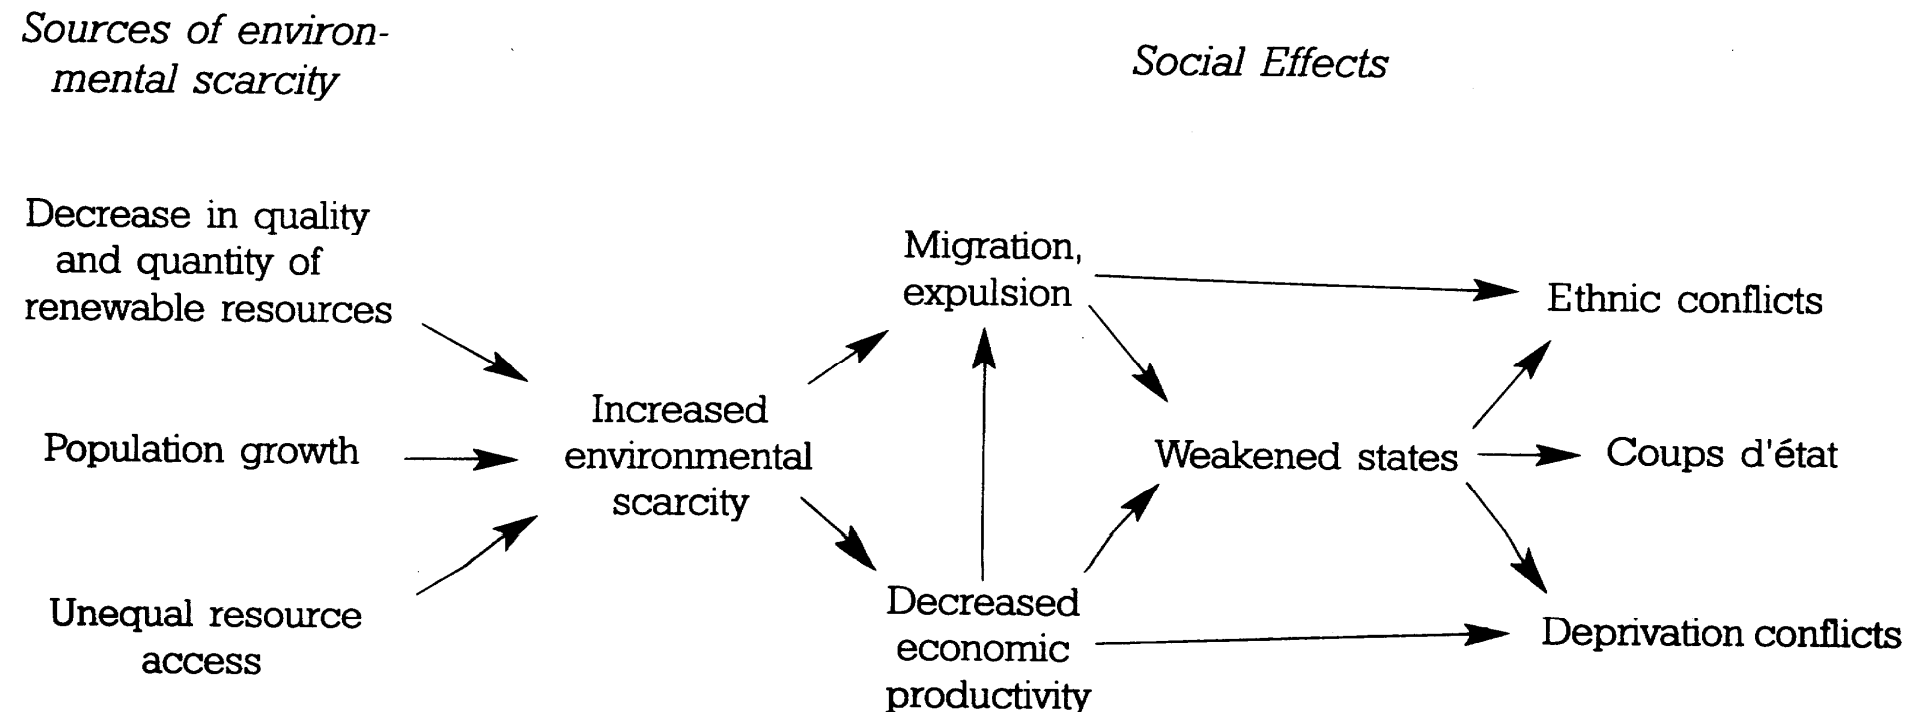 Sources of environ-
mental scarcity
Social Effects
Decrease in quality
and quantity of
renewable resources
Population growth
Unequal resource
access
Increased
environmental
scarcity
Migration,
expulsion
Decreased
economic
productivity
Weakened states
Ethnic conflicts
Coups d'état
Deprivation conflicts